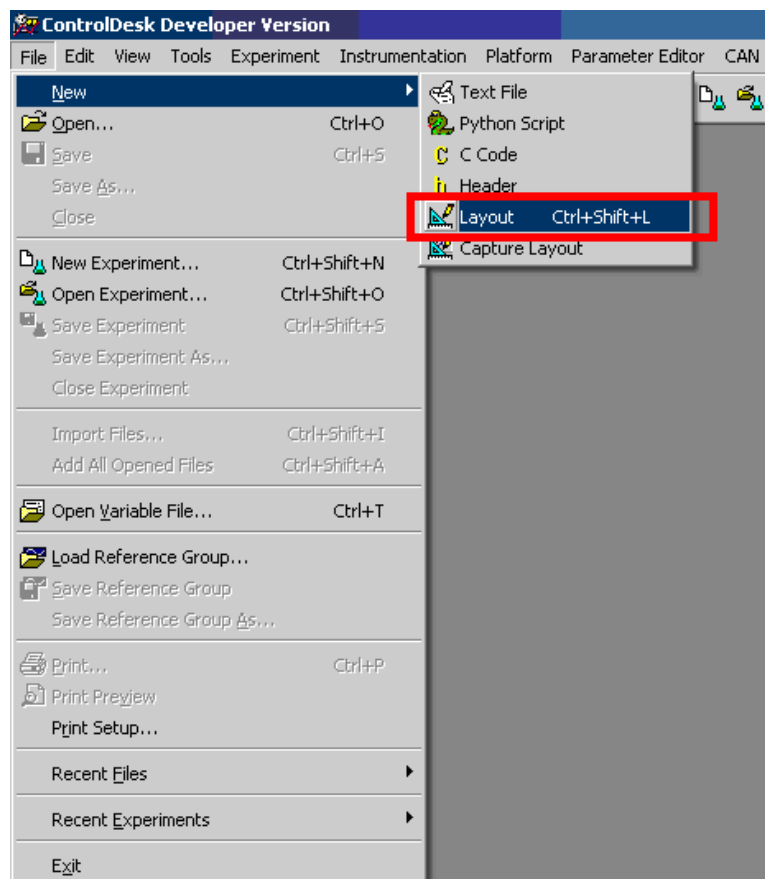 ControlDesk Developer Version
File Edit View Tools Experiment Instrumentation Platform Parameter Editor CAN
New
Open... Ctrl+O
Save Ctrl+S
Save As...
Close
New Experiment... Ctrl+Shift+N
Open Experiment... Ctrl+Shift+O
Save Experiment Ctrl+Shift+S
Save Experiment As...
Close Experiment
Import Files... Ctrl+Shift+I
Add All Opened Files Ctrl+Shift+A
Open Variable File... Ctrl+T
Load Reference Group...
Save Reference Group
Save Reference Group As...
Print... Ctrl+P
Print Preview
Print Setup...
Recent Files
Recent Experiments
Exit
Text File
Python Script
C C Code
h Header
Layout Ctrl+Shift+L
Capture Layout